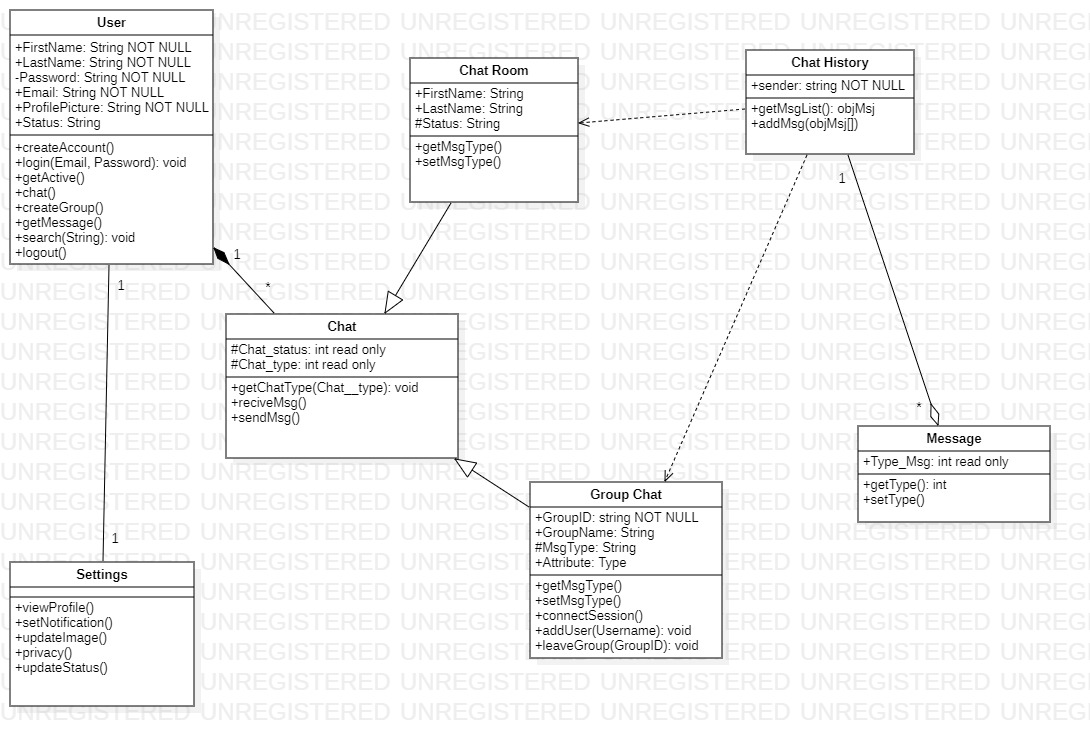 User
+FirstName: String NOT NULL
+LastName: String NOT NULL
-Password: String NOT NULL
+Email: String NOT NULL
+ProfilePicture: String NOT NULL
+Status: String
+createAccount()
+login(Email, Password): void
+getActive()
+chat()
+createGroup()
+getMessage()
+search(String): void
+logout()
Chat Room
+FirstName: String
+LastName: String
#Status: String
+getMsgType()
+setMsgType()
Chat History
+sender: string NOT NULL
+getMsgList(): objMsj
+addMsg(objMsj[])
1
1
*
1
Chat
#Chat_status: int read only
#Chat_type: int read only
+getChatType(Chat__type): void
+reciveMsg()
+sendMsg()
*
Message
+Type_Msg: int read only
+getType(): int
+setType()
Group Chat
+GroupID: string NOT NULL
+GroupName: String
#MsgType: String
+Attribute: Type
+getMsgType()
+setMsgType()
+connectSession()
+addUser(Username): void
+leaveGroup(GroupID): void
1
Settings
+viewProfile()
+setNotification()
+updateImage()
+privacy()
+updateStatus()
UNREGISTERED